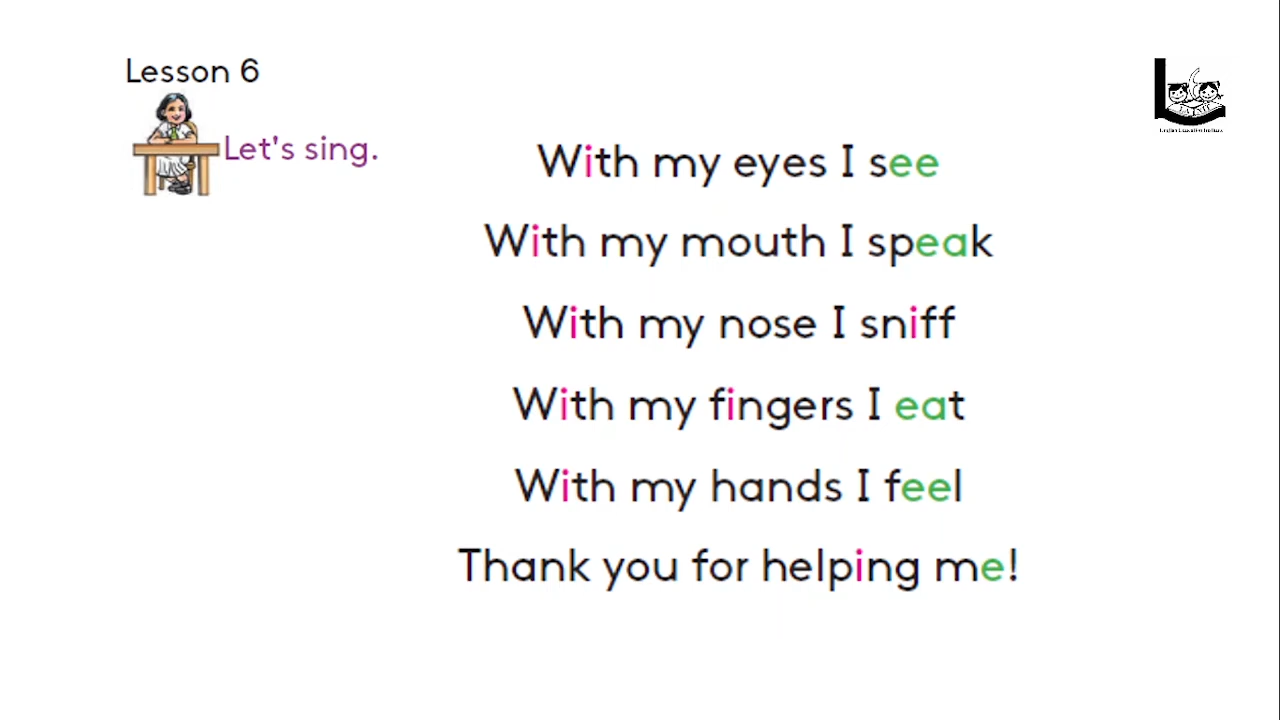 Lesson 6
Let's sing.
With my eyes I see
With my mouth I speak
With my nose I sniff
With my fingers I eat
With my hands I feel
Thank you for helping me!